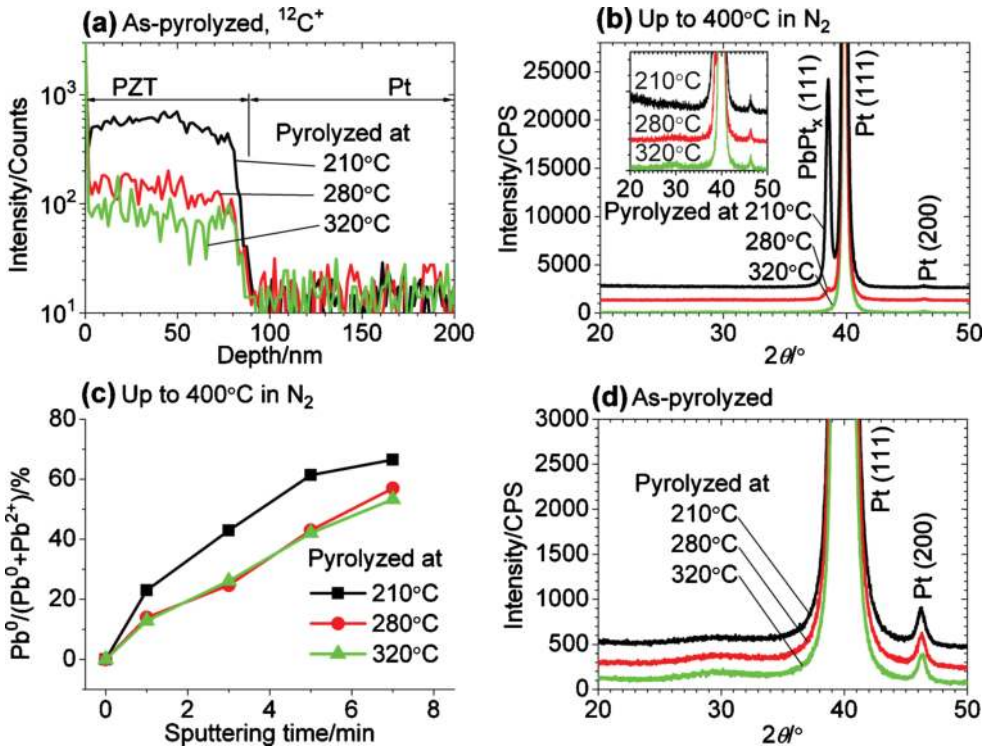 (a) As-pyrolyzed, ¹²C⁺
10³
10²
10¹
Intensity/Counts
PZT
Pt
Pyrolyzed at
210°C
280°C
320°C
0
50
100
150
200
Depth/nm
(b) Up to 400°C in N₂
25000
20000
15000
10000
5000
0
Intensity/CPS
210°C
280°C
320°C
20
30
40
50
PbPtₓ (111)
Pt (111)
Pt (200)
Pyrolyzed at
210°C
280°C
320°C
20
30
40
50
2θ/°
(c) Up to 400°C in N₂
80
60
40
20
0
Pb⁰/(Pb⁰+Pb²⁺)/%
Pyrolyzed at
210°C
280°C
320°C
0
2
4
6
8
Sputtering time/min
(d) As-pyrolyzed
3000
2500
2000
1500
1000
500
0
Intensity/CPS
Pyrolyzed at
210°C
280°C
320°C
Pt (111)
Pt (200)
20
30
40
50
2θ/°